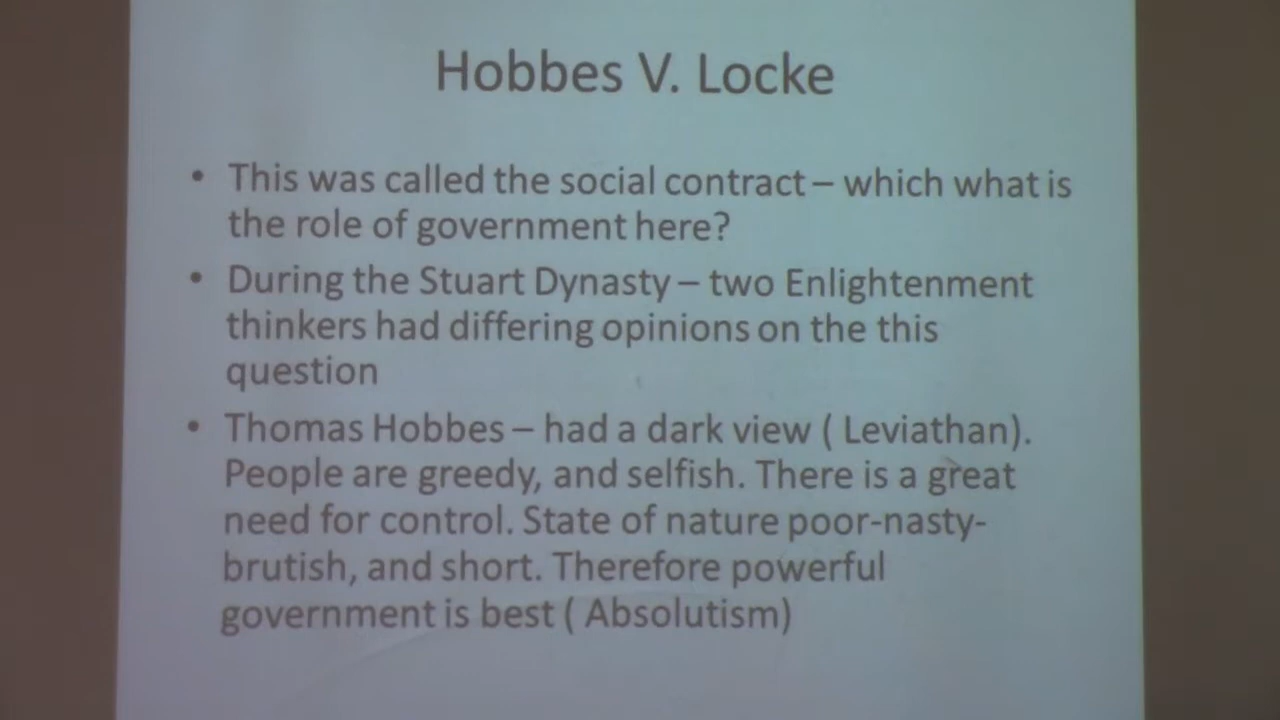 Hobbes V. Locke
• This was called the social contract – which what is
the role of government here?
• During the Stuart Dynasty – two Enlightenment
thinkers had differing opinions on the this
question
• Thomas Hobbes – had a dark view ( Leviathan).
People are greedy, and selfish. There is a great
need for control. State of nature poor-nasty-
brutish, and short. Therefore powerful
government is best ( Absolutism)